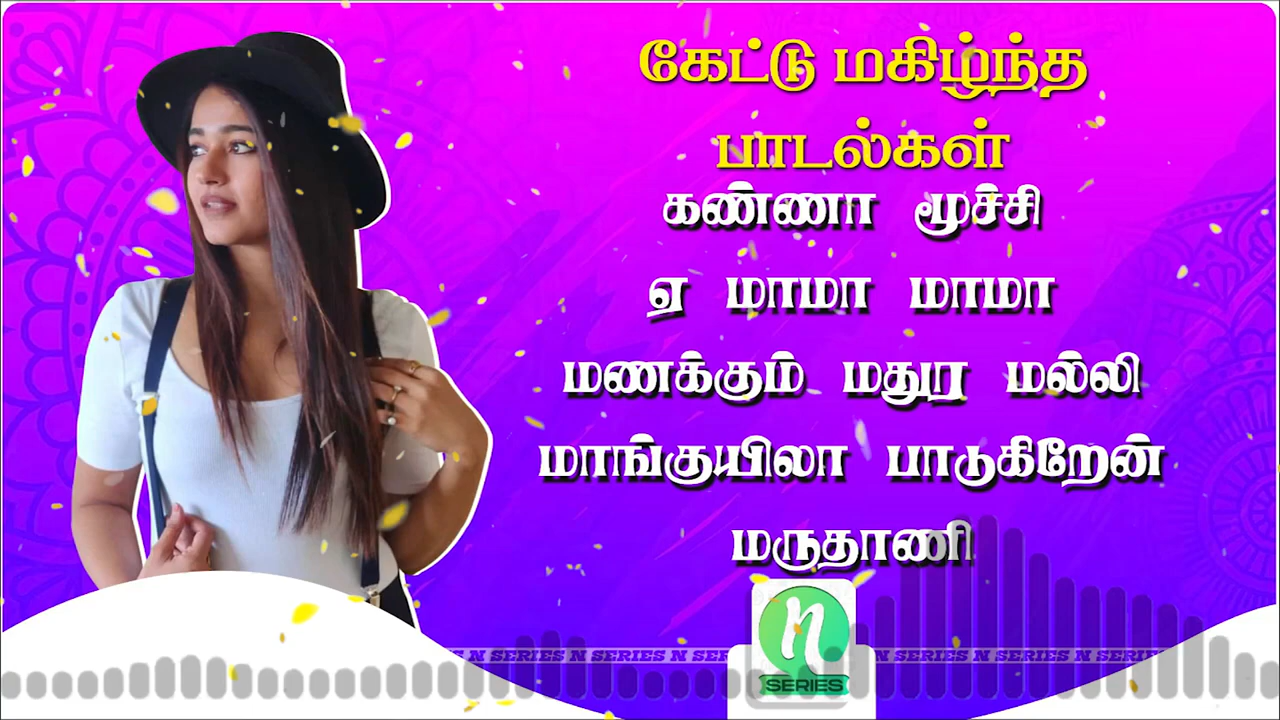 கேட்டு மகிழ்ந்த
பாடல்கள்
கண்ணா மூச்சி
ஏ மாமா மாமா
மணக்கும் மதுர மல்லி
மாங்குயிலா பாடுகிறேன்
மருதாணி
n
SERIES
SERIES N SERIES N SERIES N
N SERIES N SERIES N SERIES